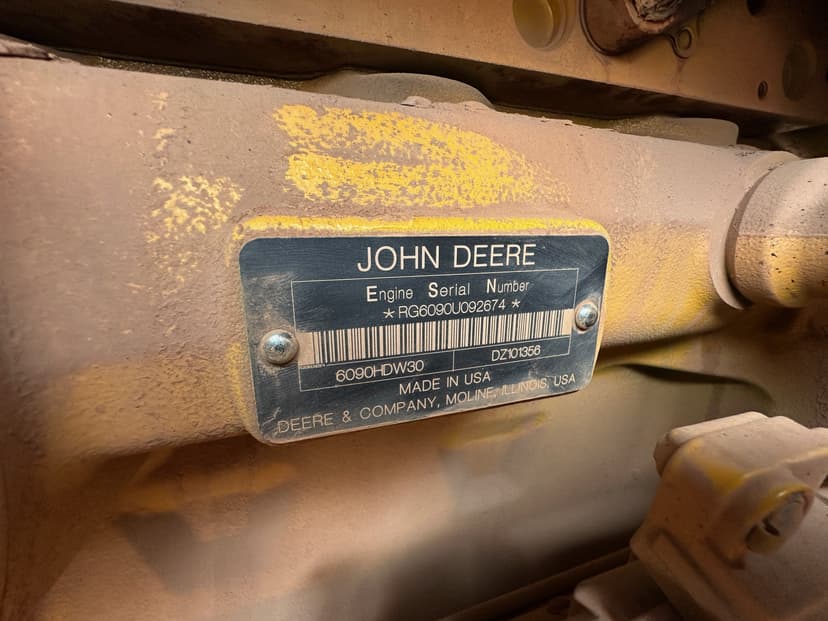 JOHN DEERE
Engine Serial Number
*RG6090U092674*
6090HDW30 DZ101356
MADE IN USA
DEERE & COMPANY, MOLINE, ILLINOIS, USA